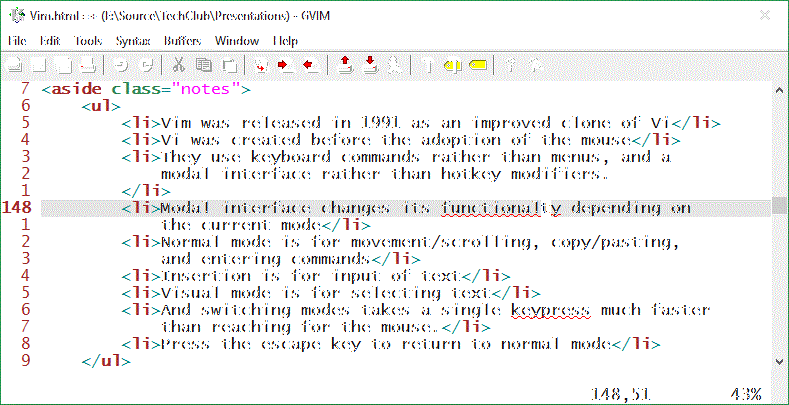 Vim.html + (E:\Source\TechClub\Presentations) - GVIM
File Edit Tools Syntax Buffers Window Help
7 <aside class="notes">
6 <ul>
5 <li>Vim was released in 1991 as an improved clone of Vi</li>
4 <li>Vi was created before the adoption of the mouse</li>
3 <li>They use keyboard commands rather than menus, and a
2 modal interface rather than hotkey modifiers.
1 </li>
148 <li>Modal interface changes its functionalty depending on
1 the current mode</li>
2 <li>Normal mode is for movement/scrolling, copy/pasting,
3 and entering commands</li>
4 <li>Insertion is for input of text</li>
5 <li>Visual mode is for selecting text</li>
6 <li>And switching modes takes a single keypress much faster
7 than reaching for the mouse.</li>
8 <li>Press the escape key to return to normal mode</li>
9 </ul>
148,51 43%